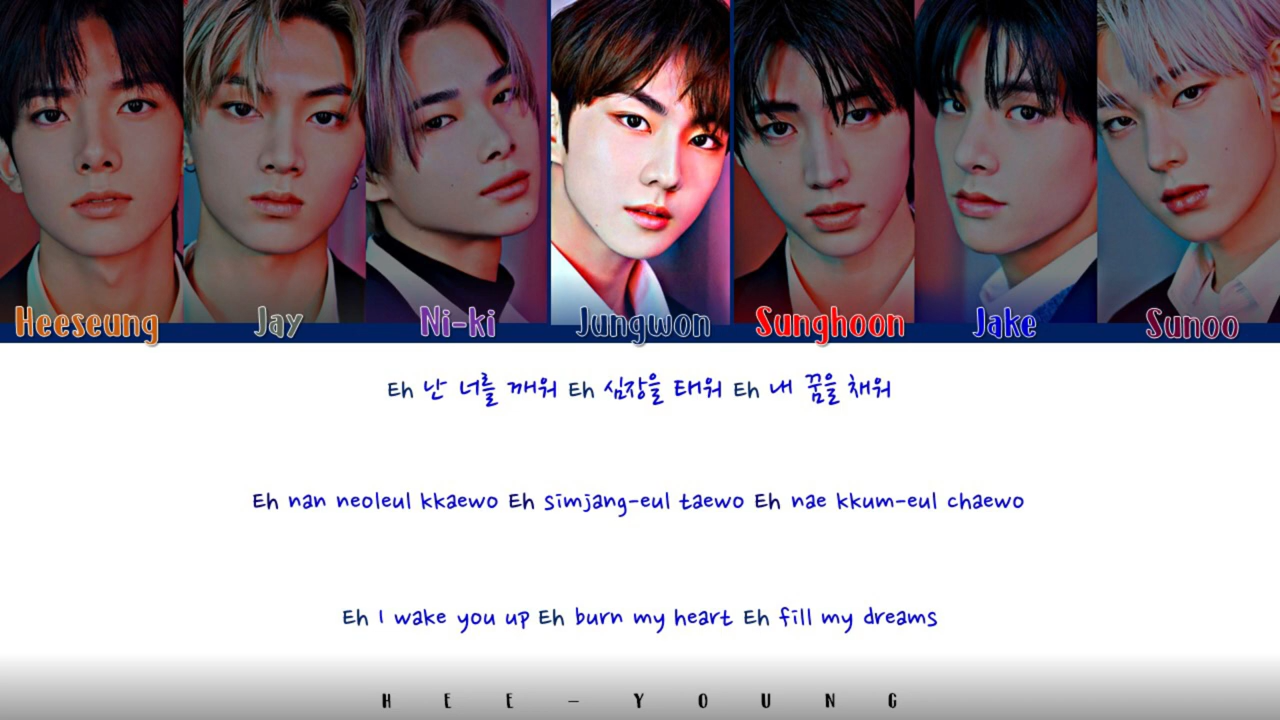 Heeseung Jay Ni-ki Jungwon Sunghoon Jake Sunoo
Eh 난 너를 깨워 Eh 심장을 태워 Eh 내 꿈을 채워
Eh nan neoleul kkaewo Eh simjang-eul taewo Eh nae kkum-eul chaewo
Eh I wake you up Eh burn my heart Eh fill my dreams
HEE-YOUNG